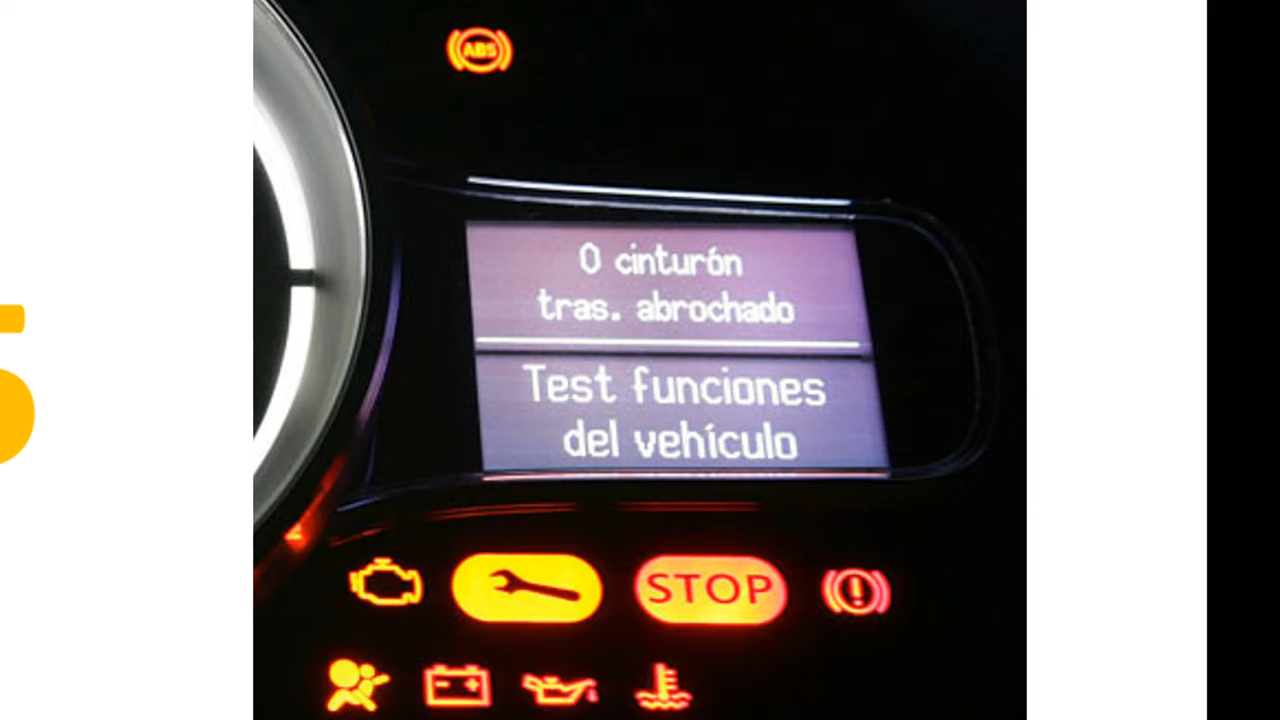 ABS
0 cinturón
tras. abrochado
Test funciones
del vehículo
STOP